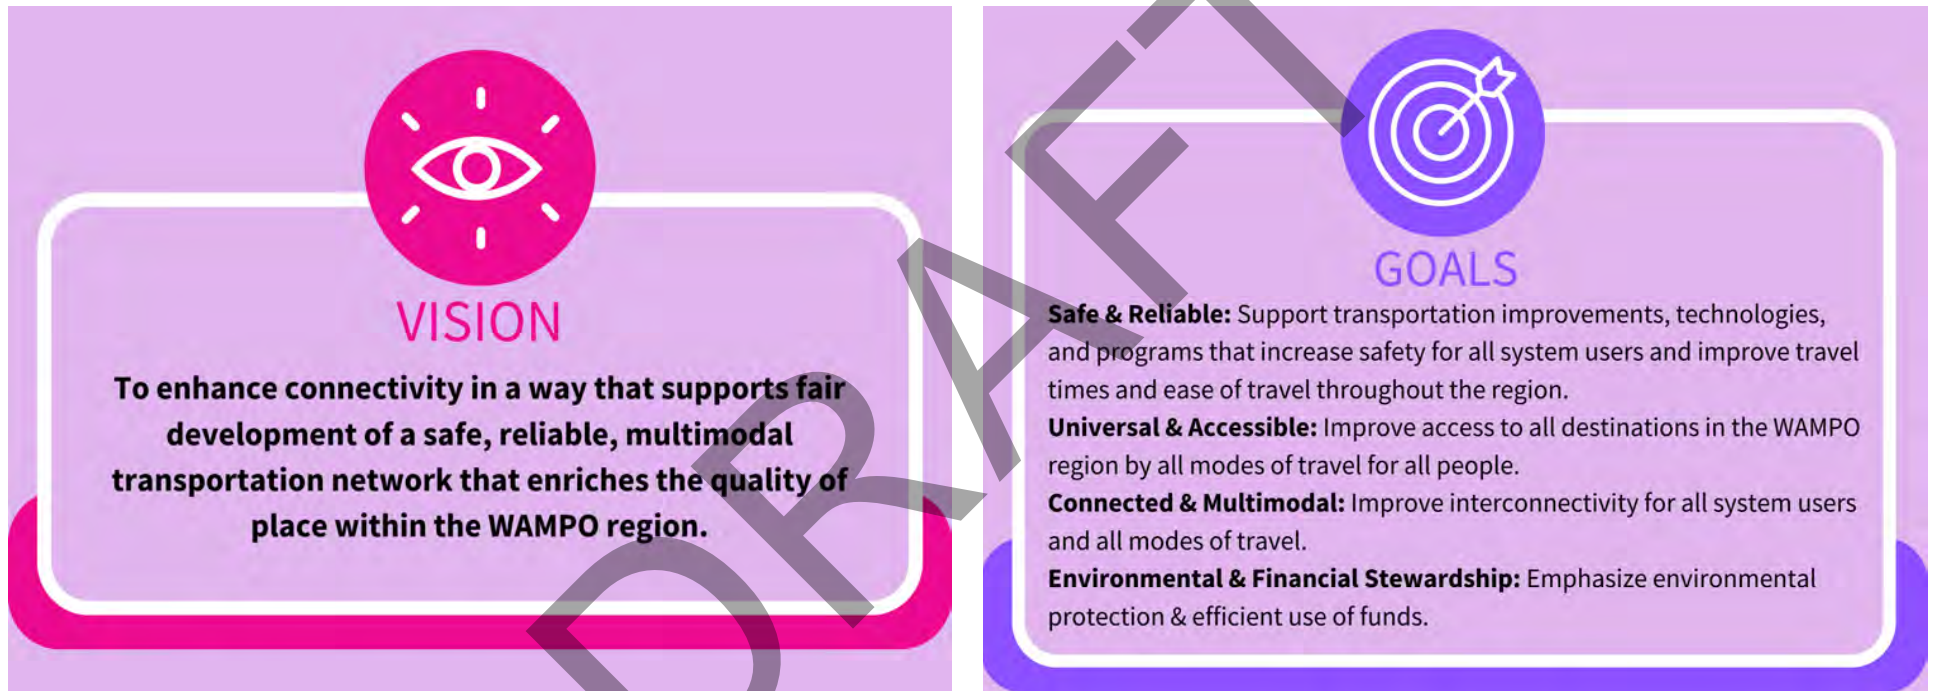 VISION
To enhance connectivity in a way that supports fair
development of a safe, reliable, multimodal
transportation network that enriches the quality of
place within the WAMPO region.
GOALS
Safe & Reliable: Support transportation improvements, technologies,
and programs that increase safety for all system users and improve travel
times and ease of travel throughout the region.
Universal & Accessible: Improve access to all destinations in the WAMPO
region by all modes of travel for all people.
Connected & Multimodal: Improve interconnectivity for all system users
and all modes of travel.
Environmental & Financial Stewardship: Emphasize environmental
protection & efficient use of funds.
DRAFT